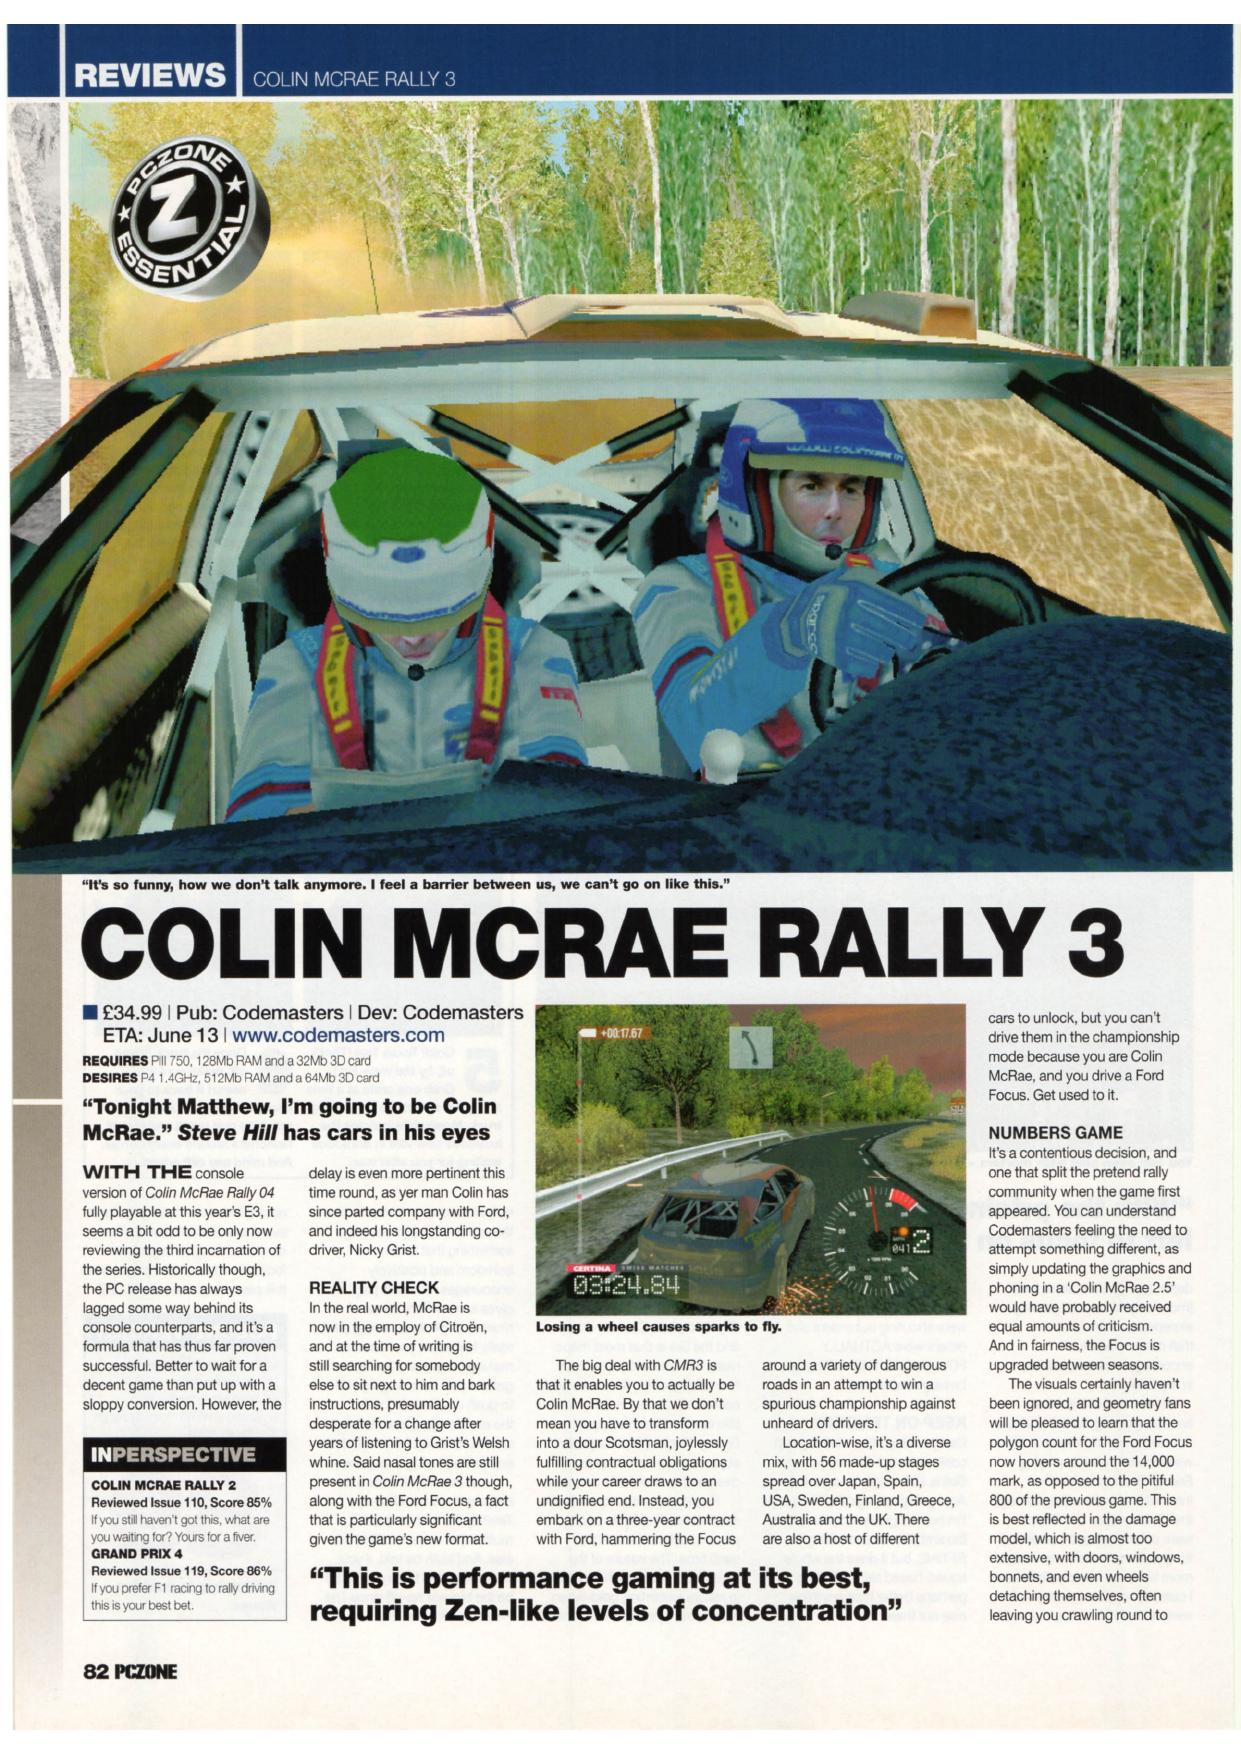 REVIEWS
COLIN MCRAE RALLY 3
PCZONE
Z
ESSENTIAL
sparco
"It's so funny, how we don't talk anymore. I feel a barrier between us, we can't go on like this."
COLIN MCRAE RALLY 3
£34.99 | Pub: Codemasters | Dev: Codemasters
ETA: June 13 | www.codemasters.com
REQUIRES PIII 750, 128Mb RAM and a 32Mb 3D card
DESIRES P4 1.4GHz, 512Mb RAM and a 64Mb 3D card
"Tonight Matthew, I'm going to be Colin
McRae." Steve Hill has cars in his eyes
WITH THE console
version of Colin McRae Rally 04
fully playable at this year's E3, it
seems a bit odd to be only now
reviewing the third incarnation of
the series. Historically though,
the PC release has always
lagged some way behind its
console counterparts, and it's a
formula that has thus far proven
successful. Better to wait for a
decent game than put up with a
sloppy conversion. However, the
delay is even more pertinent this
time round, as yer man Colin has
since parted company with Ford,
and indeed his longstanding co-
driver, Nicky Grist.
REALITY CHECK
In the real world, McRae is
now in the employ of Citroën,
and at the time of writing is
still searching for somebody
else to sit next to him and bark
instructions, presumably
desperate for a change after
years of listening to Grist's Welsh
whine. Said nasal tones are still
present in Colin McRae 3 though,
along with the Ford Focus, a fact
that is particularly significant
given the game's new format.
+00:17.67
CERTINA SWISS WATCHES
03:24.84
MPH
041
2
Losing a wheel causes sparks to fly.
The big deal with CMR3 is
that it enables you to actually be
Colin McRae. By that we don't
mean you have to transform
into a dour Scotsman, joylessly
fulfilling contractual obligations
while your career draws to an
undignified end. Instead, you
embark on a three-year contract
with Ford, hammering the Focus
around a variety of dangerous
roads in an attempt to win a
spurious championship against
unheard of drivers.
Location-wise, it's a diverse
mix, with 56 made-up stages
spread over Japan, Spain,
USA, Sweden, Finland, Greece,
Australia and the UK. There
are also a host of different
cars to unlock, but you can't
drive them in the championship
mode because you are Colin
McRae, and you drive a Ford
Focus. Get used to it.
NUMBERS GAME
It's a contentious decision, and
one that split the pretend rally
community when the game first
appeared. You can understand
Codemasters feeling the need to
attempt something different, as
simply updating the graphics and
phoning in a 'Colin McRae 2.5'
would have probably received
equal amounts of criticism.
And in fairness, the Focus is
upgraded between seasons.
The visuals certainly haven't
been ignored, and geometry fans
will be pleased to learn that the
polygon count for the Ford Focus
now hovers around the 14,000
mark, as opposed to the pitiful
800 of the previous game. This
is best reflected in the damage
model, which is almost too
extensive, with doors, windows,
bonnets, and even wheels
detaching themselves, often
leaving you crawling round to
INPERSPECTIVE
COLIN MCRAE RALLY 2
Reviewed Issue 110, Score 85%
If you still haven't got this, what are
you waiting for? Yours for a fiver.
GRAND PRIX 4
Reviewed Issue 119, Score 86%
If you prefer F1 racing to rally driving
this is your best bet.
"This is performance gaming at its best,
requiring Zen-like levels of concentration"
82 PCZONE